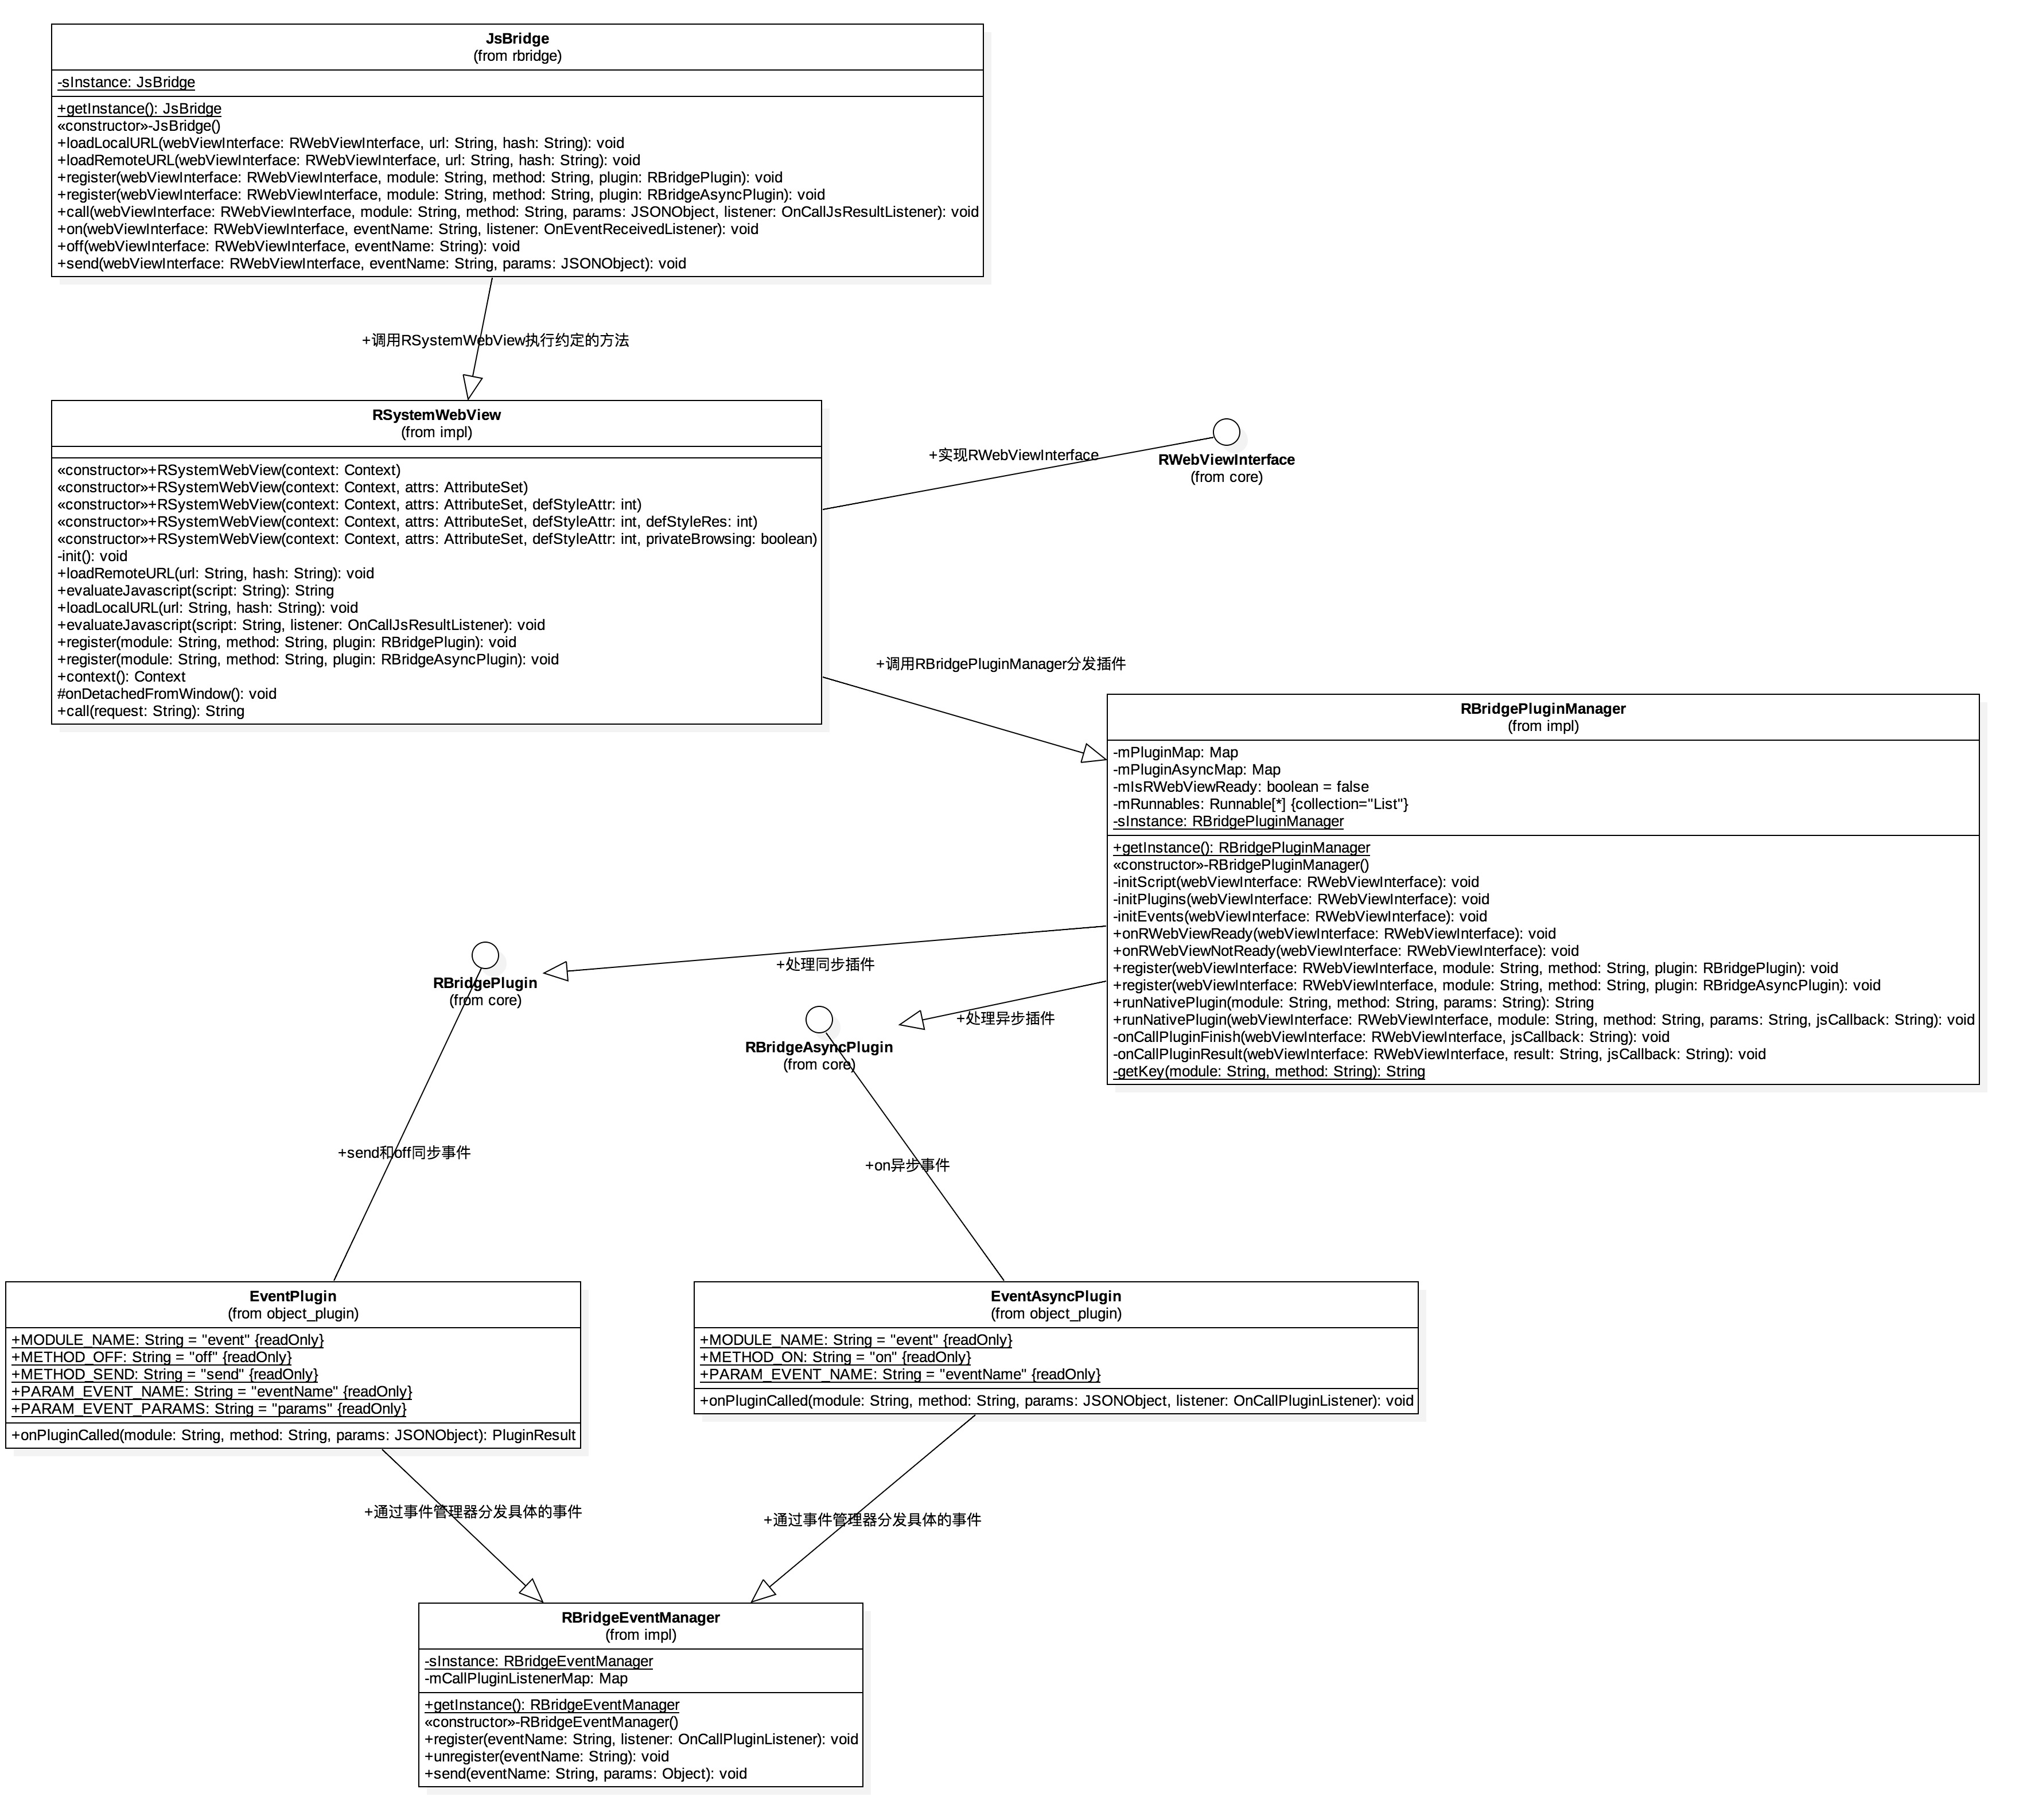 JsBridge
(from rbridge)
-sInstance: JsBridge
+getInstance(): JsBridge
«constructor»-JsBridge()
+loadLocalURL(webViewInterface: RWebViewInterface, url: String, hash: String): void
+loadRemoteURL(webViewInterface: RWebViewInterface, url: String, hash: String): void
+register(webViewInterface: RWebViewInterface, module: String, method: String, plugin: RBridgePlugin): void
+register(webViewInterface: RWebViewInterface, module: String, method: String, plugin: RBridgeAsyncPlugin): void
+call(webViewInterface: RWebViewInterface, module: String, method: String, params: JSONObject, listener: OnCallJsResultListener): void
+on(webViewInterface: RWebViewInterface, eventName: String, listener: OnEventReceivedListener): void
+off(webViewInterface: RWebViewInterface, eventName: String): void
+send(webViewInterface: RWebViewInterface, eventName: String, params: JSONObject): void
+调用RSystemWebView执行约定的方法
RSystemWebView
(from impl)
«constructor»+RSystemWebView(context: Context)
«constructor»+RSystemWebView(context: Context, attrs: AttributeSet)
«constructor»+RSystemWebView(context: Context, attrs: AttributeSet, defStyleAttr: int)
«constructor»+RSystemWebView(context: Context, attrs: AttributeSet, defStyleAttr: int, defStyleRes: int)
«constructor»+RSystemWebView(context: Context, attrs: AttributeSet, defStyleAttr: int, privateBrowsing: boolean)
-init(): void
+loadRemoteURL(url: String, hash: String): void
+evaluateJavascript(script: String): String
+loadLocalURL(url: String, hash: String): void
+evaluateJavascript(script: String, listener: OnCallJsResultListener): void
+register(module: String, method: String, plugin: RBridgePlugin): void
+register(module: String, method: String, plugin: RBridgeAsyncPlugin): void
+context(): Context
#onDetachedFromWindow(): void
+call(request: String): String
+实现RWebViewInterface
RWebViewInterface
(from core)
+调用RBridgePluginManager分发插件
RBridgePluginManager
(from impl)
-mPluginMap: Map
-mPluginAsyncMap: Map
-mIsRWebViewReady: boolean = false
-mRunnables: Runnable[*] {collection="List"}
-sInstance: RBridgePluginManager
+getInstance(): RBridgePluginManager
«constructor»-RBridgePluginManager()
-initScript(webViewInterface: RWebViewInterface): void
-initPlugins(webViewInterface: RWebViewInterface): void
-initEvents(webViewInterface: RWebViewInterface): void
+onRWebViewReady(webViewInterface: RWebViewInterface): void
+onRWebViewNotReady(webViewInterface: RWebViewInterface): void
+register(webViewInterface: RWebViewInterface, module: String, method: String, plugin: RBridgePlugin): void
+register(webViewInterface: RWebViewInterface, module: String, method: String, plugin: RBridgeAsyncPlugin): void
+runNativePlugin(module: String, method: String, params: String): String
+runNativePlugin(webViewInterface: RWebViewInterface, module: String, method: String, params: String, jsCallback: String): void
-onCallPluginFinish(webViewInterface: RWebViewInterface, jsCallback: String): void
-onCallPluginResult(webViewInterface: RWebViewInterface, result: String, jsCallback: String): void
-getKey(module: String, method: String): String
+处理同步插件
RBridgePlugin
(from core)
+处理异步插件
RBridgeAsyncPlugin
(from core)
+send和off同步事件
+on异步事件
EventPlugin
(from object_plugin)
+MODULE_NAME: String = "event" {readOnly}
+METHOD_OFF: String = "off" {readOnly}
+METHOD_SEND: String = "send" {readOnly}
+PARAM_EVENT_NAME: String = "eventName" {readOnly}
+PARAM_EVENT_PARAMS: String = "params" {readOnly}
+onPluginCalled(module: String, method: String, params: JSONObject): PluginResult
EventAsyncPlugin
(from object_plugin)
+MODULE_NAME: String = "event" {readOnly}
+METHOD_ON: String = "on" {readOnly}
+PARAM_EVENT_NAME: String = "eventName" {readOnly}
+onPluginCalled(module: String, method: String, params: JSONObject, listener: OnCallPluginListener): void
+通过事件管理器分发具体的事件
+通过事件管理器分发具体的事件
RBridgeEventManager
(from impl)
-sInstance: RBridgeEventManager
-mCallPluginListenerMap: Map
+getInstance(): RBridgeEventManager
«constructor»-RBridgeEventManager()
+register(eventName: String, listener: OnCallPluginListener): void
+unregister(eventName: String): void
+send(eventName: String, params: Object): void